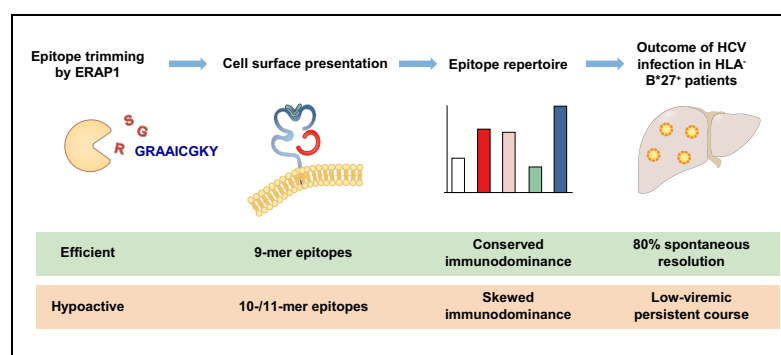 Epitope trimming
by ERAP1
Cell surface presentation
Epitope repertoire
Outcome of HCV
infection in HLA-
B*27+ patients
S
G
R
GRAAICGKY
Efficient
9-mer epitopes
Conserved
immunodominance
80% spontaneous
resolution
Hypoactive
10-/11-mer epitopes
Skewed
immunodominance
Low-viremic
persistent course